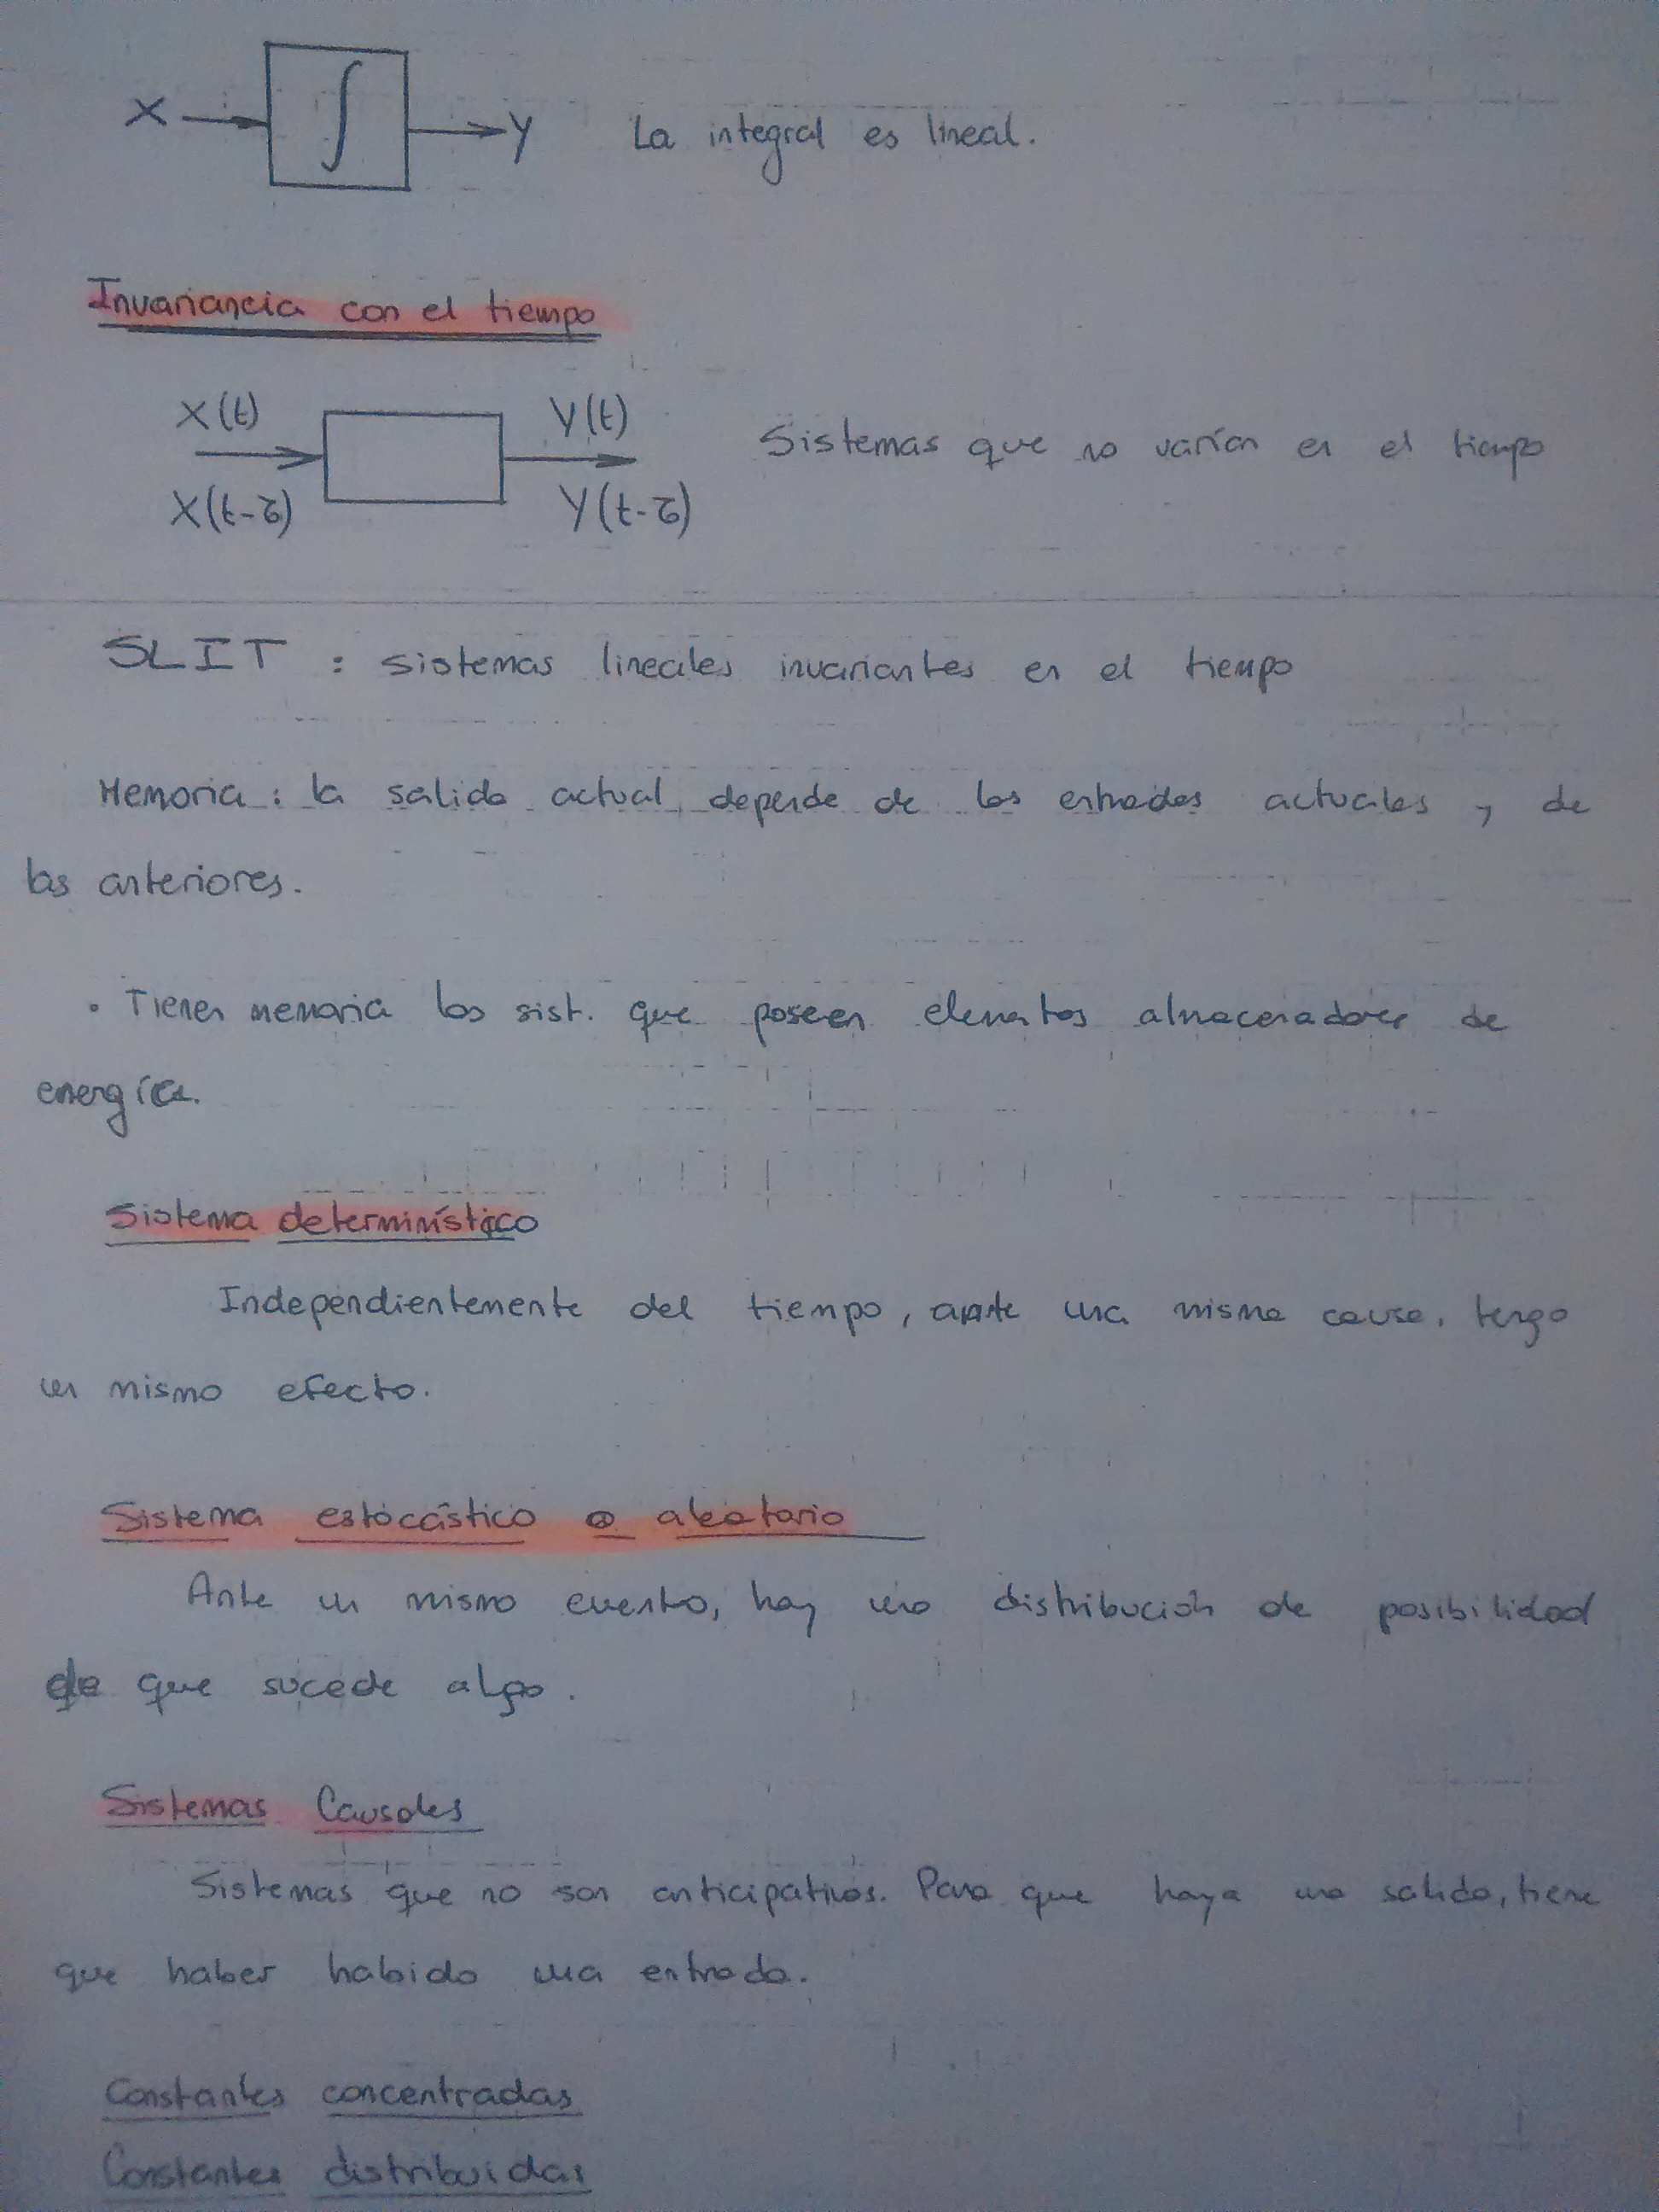 X → ∫ → y La integral es lineal.
Invariancia con el tiempo
X(t) Y(t)
Sistemas que no varían en el tiempo
X(t-τ) Y(t-τ)
SLIT : sistemas lineales invariantes en el tiempo
Memoria: la salida actual depende de las entradas actuales y de
las anteriores.
• Tienen memoria los sist. que poseen elementos almacenadores de
energía.
Sistema determinístico
Independientemente del tiempo, ante una misma causa, tengo
un mismo efecto.
Sistema estocástico o aleatorio
Ante un mismo evento, hay una distribución de posibilidad
de que sucede algo.
Sistemas Causales
Sistemas que no son anticipativos. Para que haya una salida, tiene
que haber habido una entrada.
Constantes concentradas
Constantes distribuidas